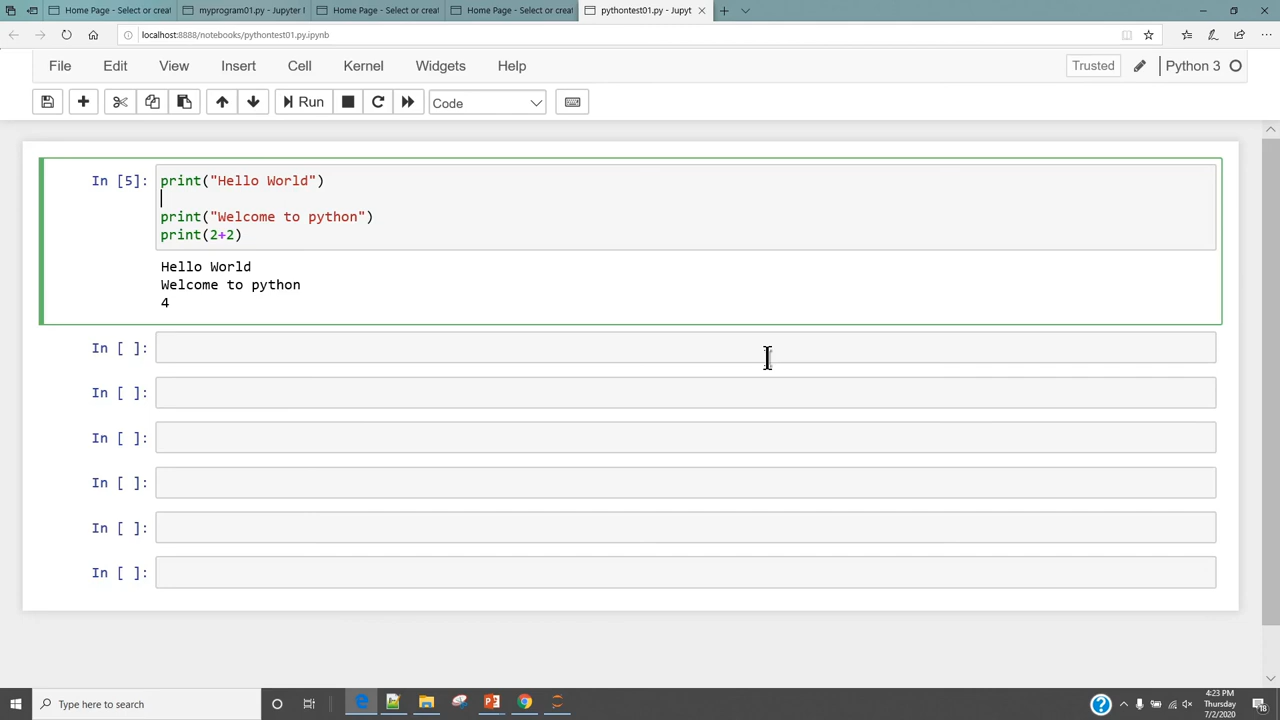 Home Page - Select or creat
myprogram01.py - Jupyter I
Home Page - Select or creat
Home Page - Select or creat
pythontest01.py - Jupyt
localhost:8888/notebooks/pythontest01.py.ipynb
File Edit View Insert Cell Kernel Widgets Help Trusted Python 3
Run Code
In [5]: print("Hello World")
print("Welcome to python")
print(2+2)
Hello World
Welcome to python
4
In [ ]:
In [ ]:
In [ ]:
In [ ]:
In [ ]:
In [ ]:
Type here to search
4:23 PM
Thursday
7/2/2020
18